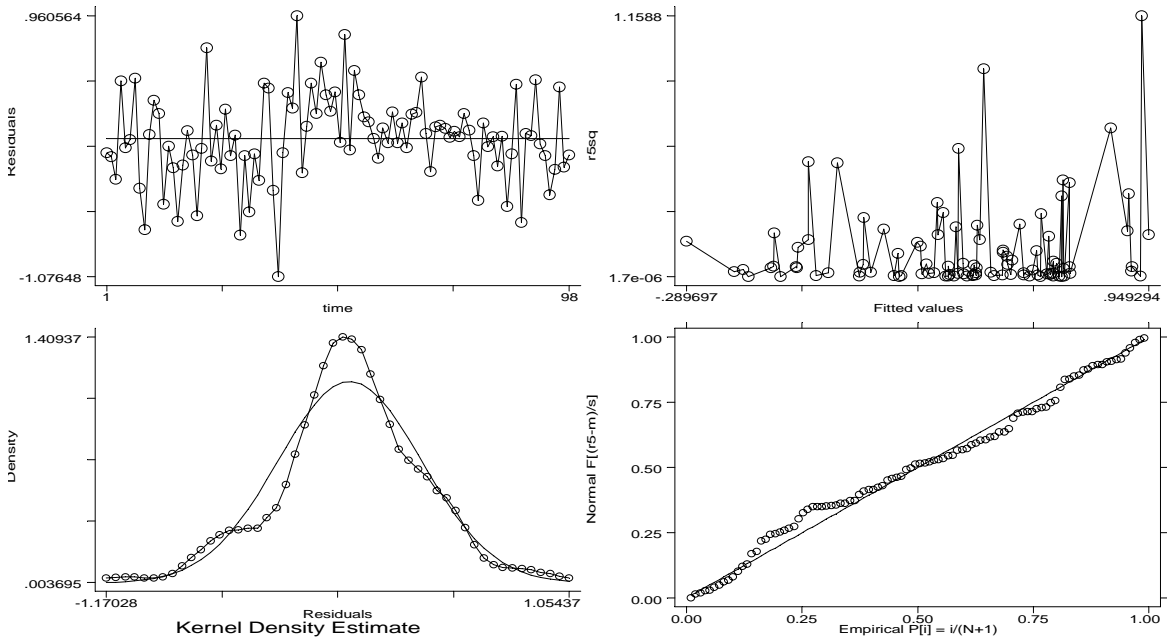 .960564
Residuals
-1.07648
1
98
time
1.1588
r5sq
1.7e-06
-.289697
.949294
Fitted values
1.40937
Density
.003695
-1.17028
1.05437
Residuals
Kernel Density Estimate
1.00
0.75
0.50
0.25
0.00
Normal F[(r5-m)/s]
0.00
0.25
0.50
0.75
1.00
Empirical P[i] = i/(N+1)